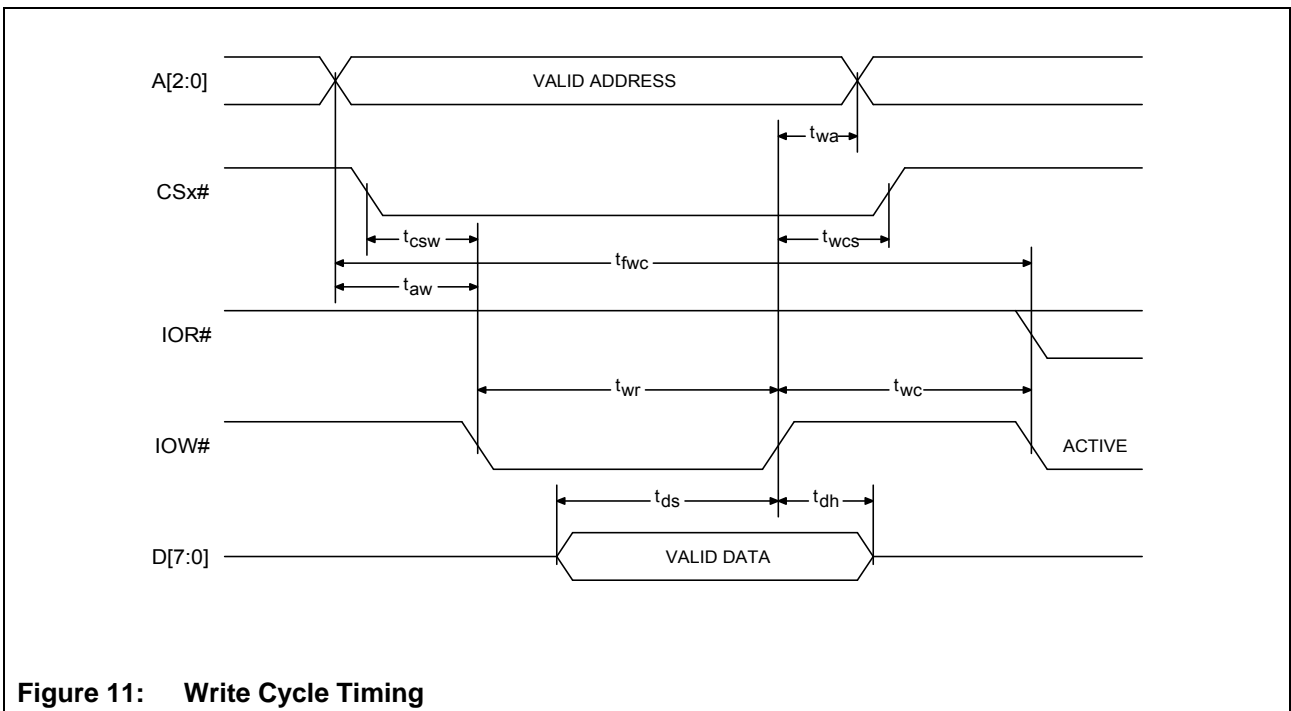 A[2:0]
VALID ADDRESS
twa
CSx#
tcsw
twcs
tfwc
taw
IOR#
twr
twc
IOW#
ACTIVE
tds
tdh
D[7:0]
VALID DATA
Figure 11: Write Cycle Timing